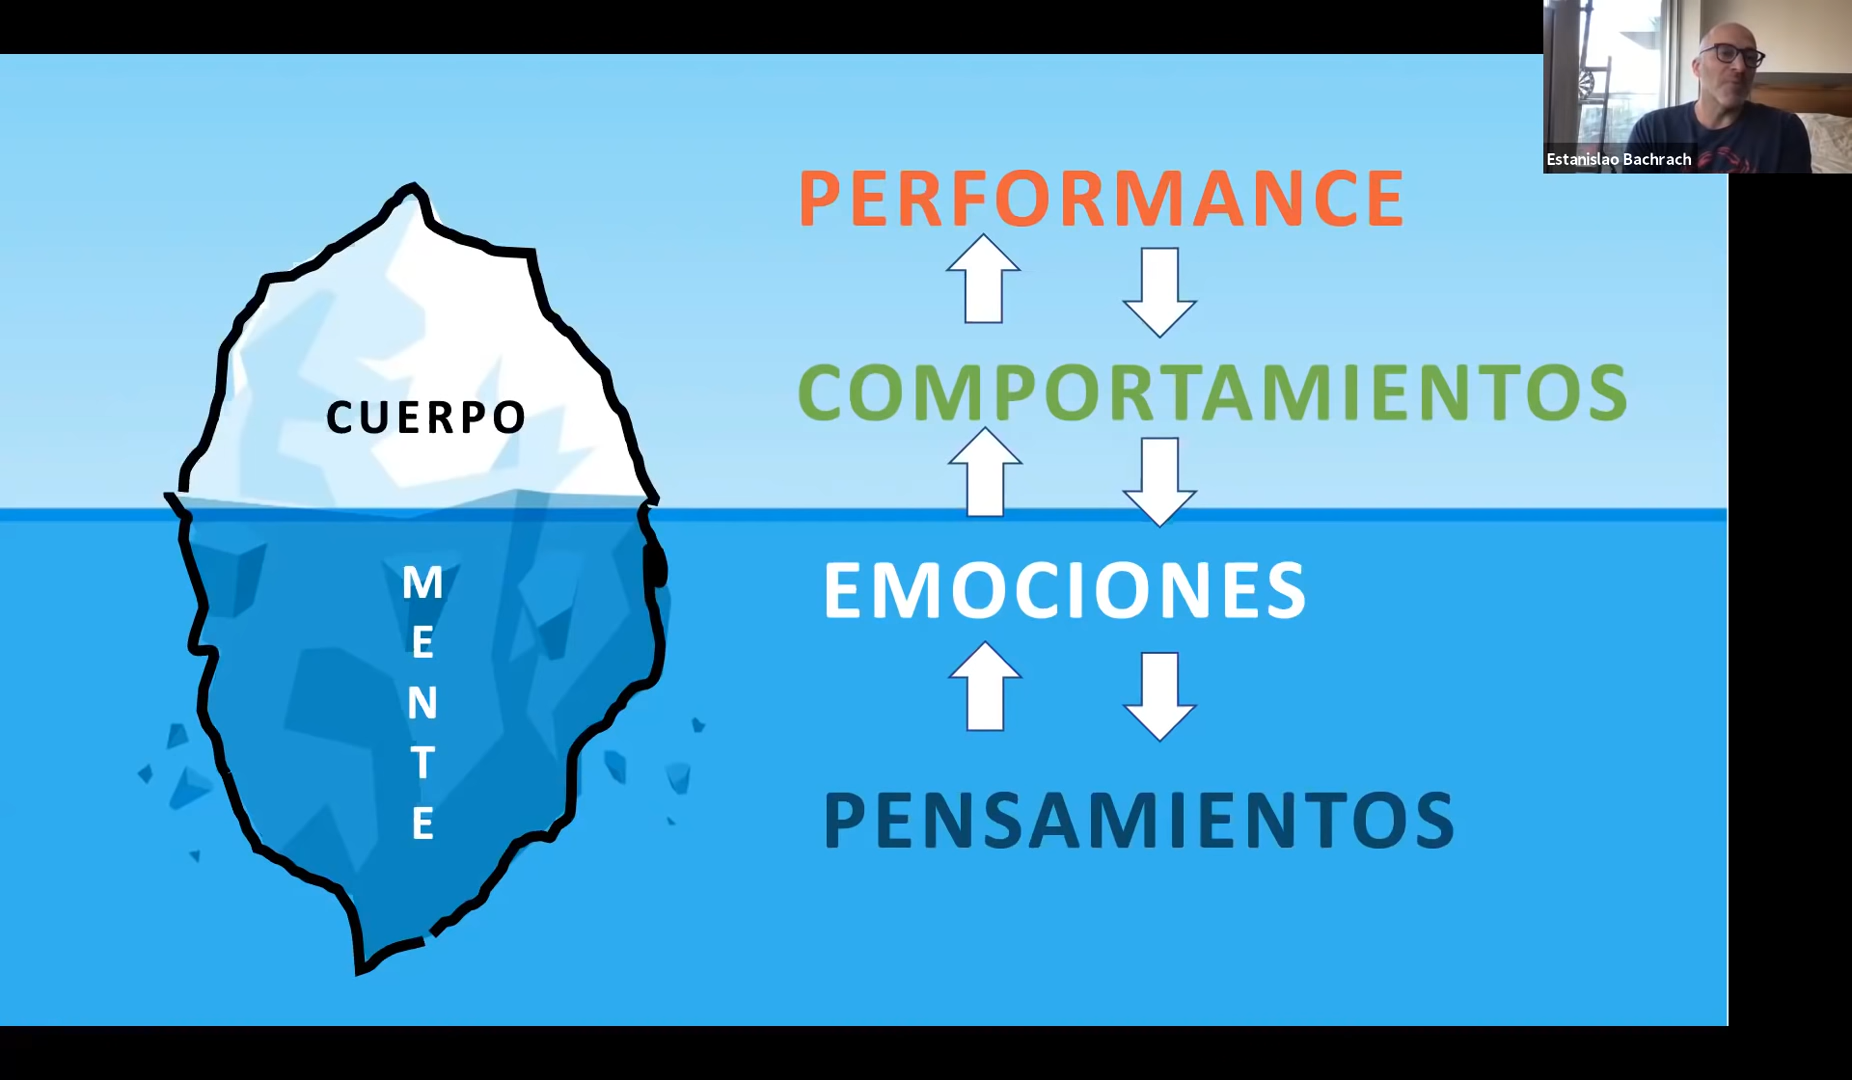 Estanislao Bachrach
PERFORMANCE
COMPORTAMIENTOS
CUERPO
EMOCIONES
M
E
N
T
E
PENSAMIENTOS